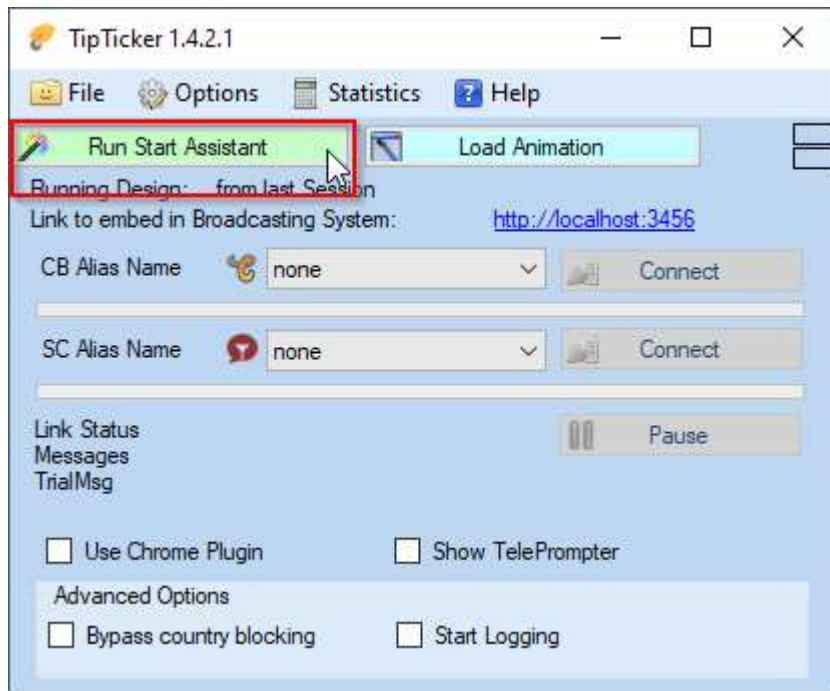 TipTicker 1.4.2.1
File Options Statistics Help
Run Start Assistant Load Animation
Running Design: from last Session
Link to embed in Broadcasting System: http://localhost:3456
CB Alias Name none Connect
SC Alias Name none Connect
Link Status Pause
Messages
TrialMsg
Use Chrome Plugin Show TelePrompter
Advanced Options
Bypass country blocking Start Logging